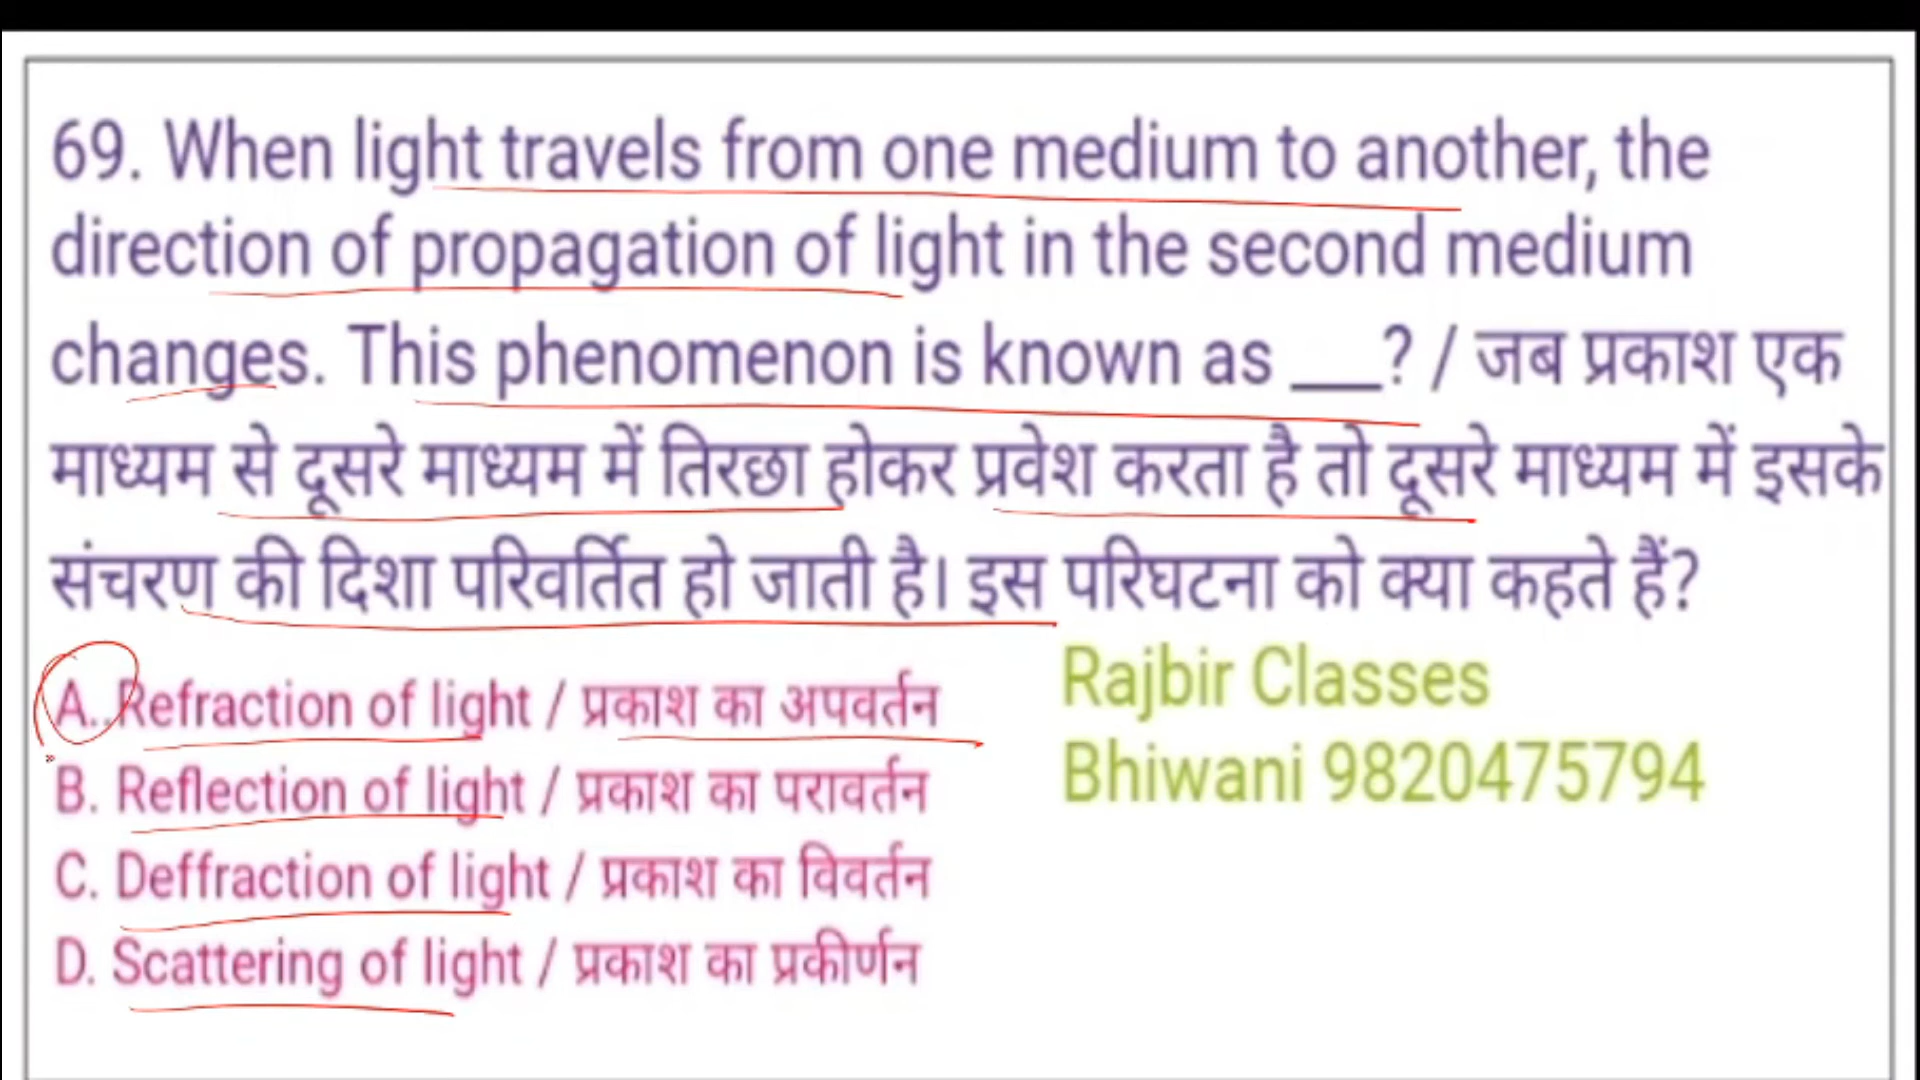 69. When light travels from one medium to another, the
direction of propagation of light in the second medium
changes. This phenomenon is known as ___? / जब प्रकाश एक
माध्यम से दूसरे माध्यम में तिरछा होकर प्रवेश करता है तो दूसरे माध्यम में इसके
संचरण की दिशा परिवर्तित हो जाती है। इस परिघटना को क्या कहते हैं?
A.. Refraction of light / प्रकाश का अपवर्तन
B. Reflection of light / प्रकाश का परावर्तन
C. Deffraction of light / प्रकाश का विवर्तन
D. Scattering of light / प्रकाश का प्रकीर्णन
Rajbir Classes
Bhiwani 9820475794